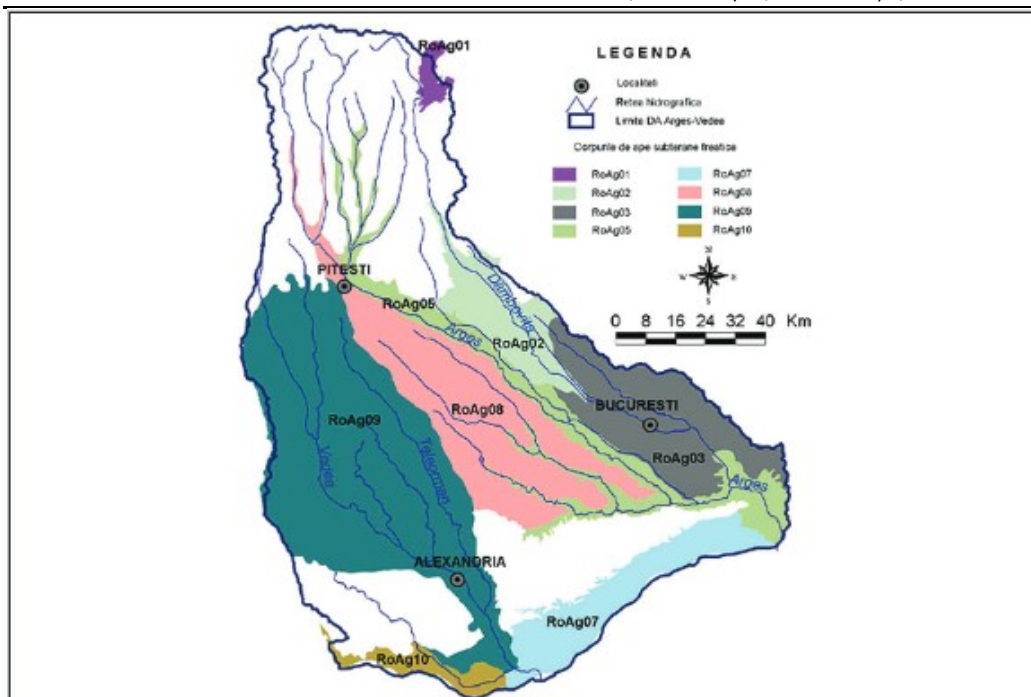 RoAg01
LEGENDA
Localitati
Retea hidrografica
Limite DA Arges-Vedea
Corpurile de ape subterane freatice
RoAg01
RoAg02
RoAg03
RoAg05
RoAg07
RoAg08
RoAg09
RoAg10
N
W E
S
0 8 16 24 32 40 Km
PITESTI
RoAg05
Dâmbovita
Arges
RoAg02
RoAg08
BUCURESTI
RoAg09
RoAg03
Vedea
Teleorman
Arges
ALEXANDRIA
RoAg07
RoAg10